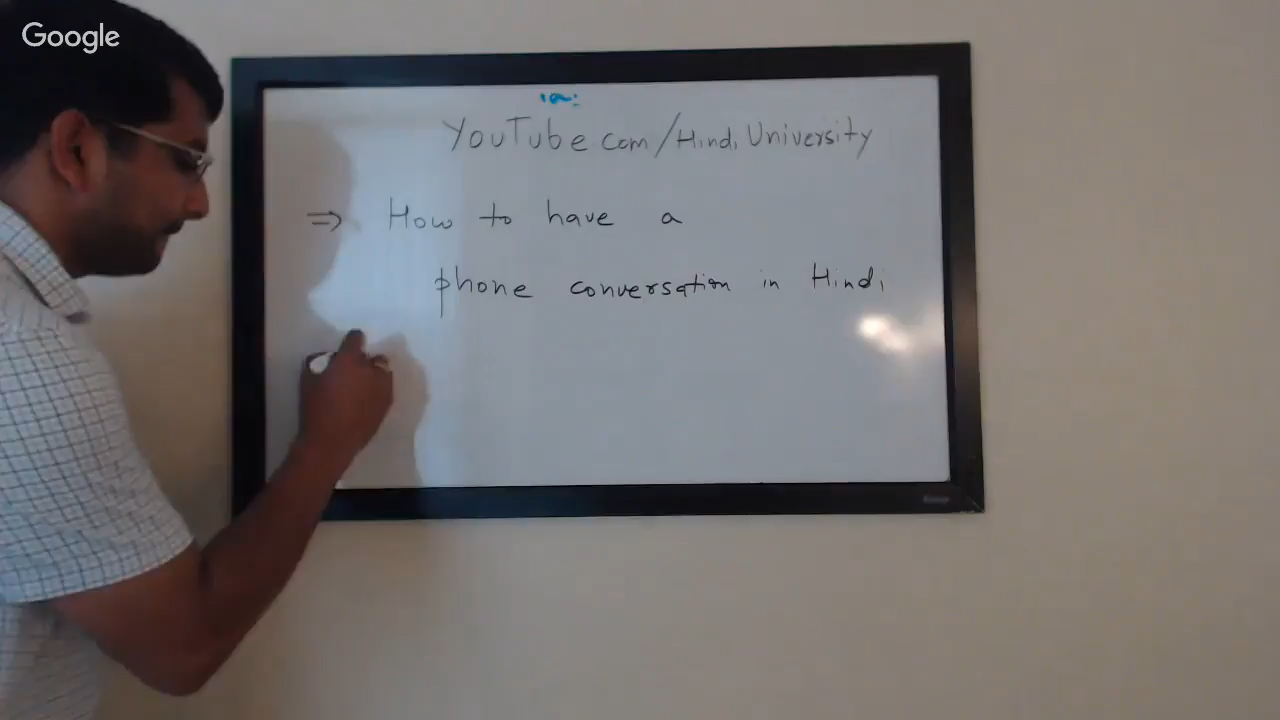 Google
YouTube.com/Hindi University
⇒ How to have a
phone conversation in Hindi